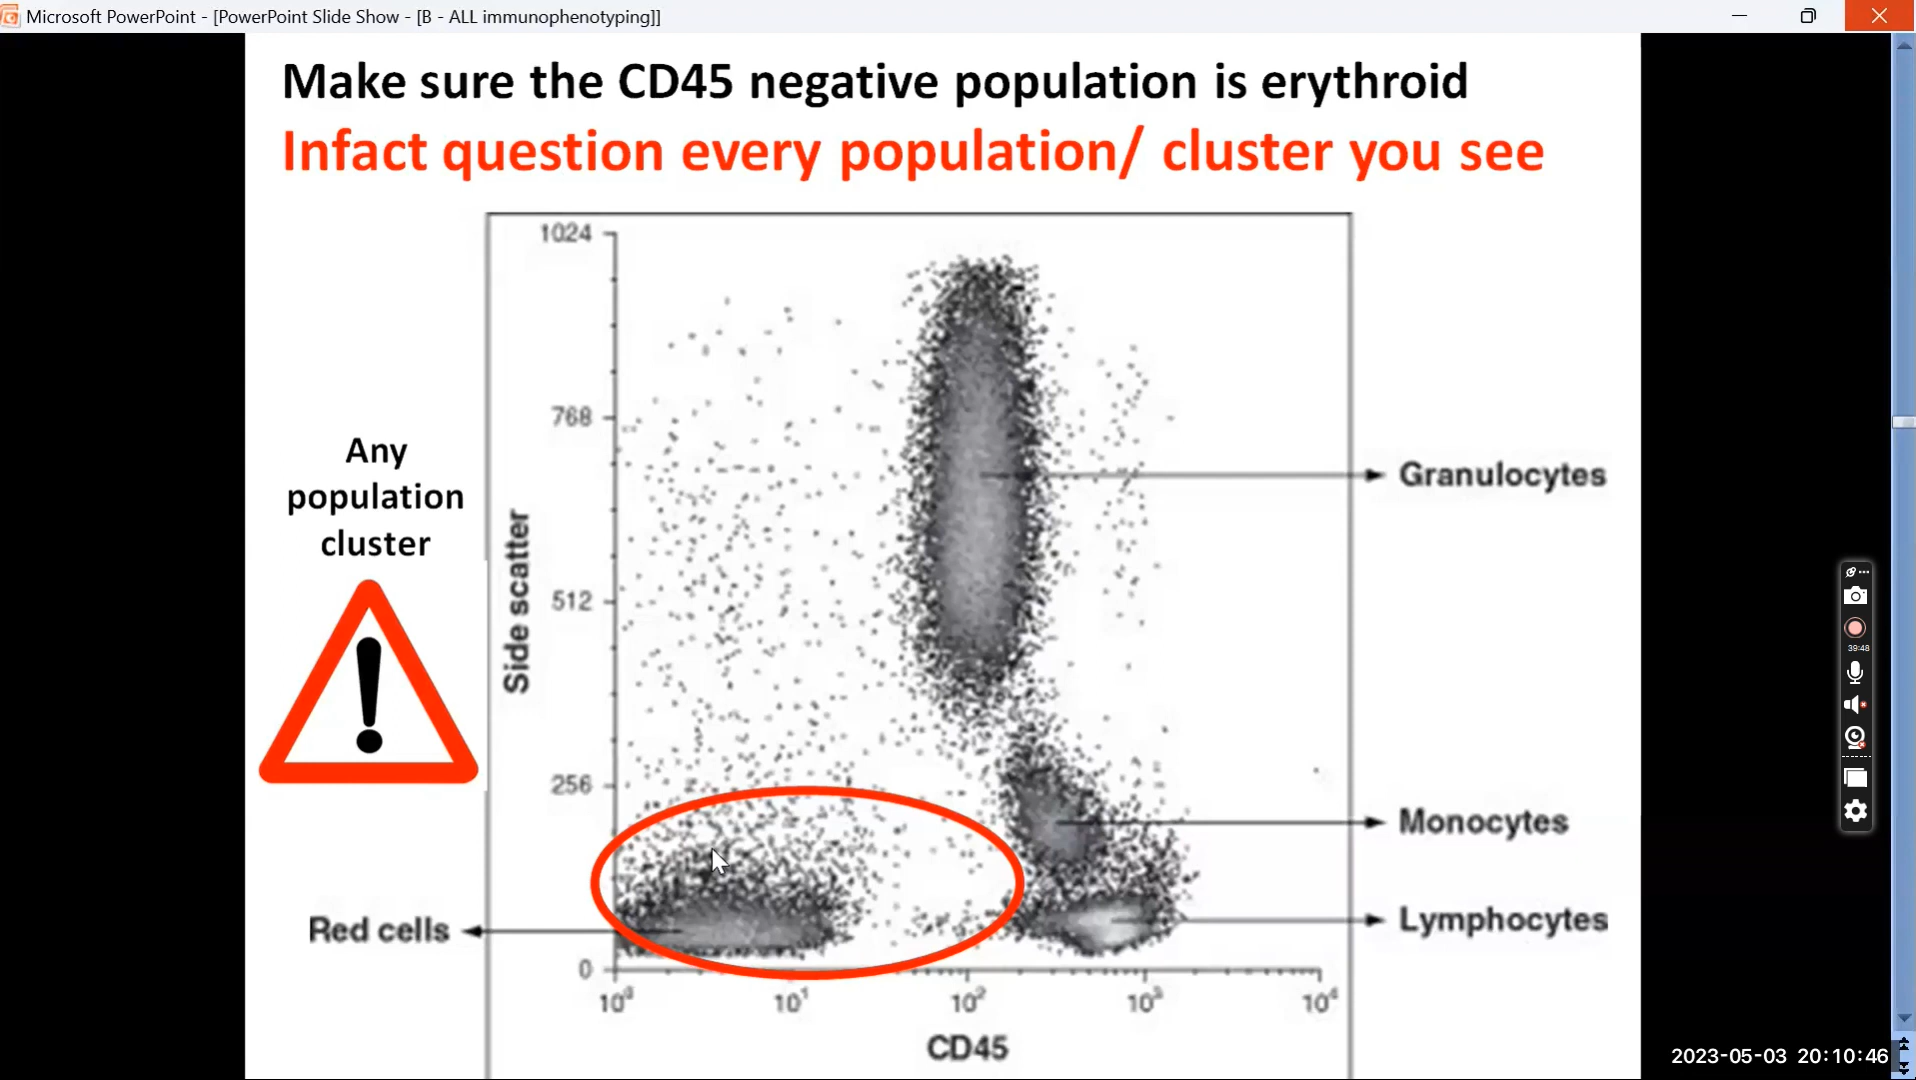 Microsoft PowerPoint - [PowerPoint Slide Show - [B - ALL immunophenotyping]]
Make sure the CD45 negative population is erythroid
Infact question every population/ cluster you see
Any
population
cluster
1024
768
512
256
0
Side scatter
Granulocytes
Monocytes
Lymphocytes
Red cells
10⁰ 10¹ 10² 10³ 10⁴
CD45
39:48
2023-05-03 20:10:46